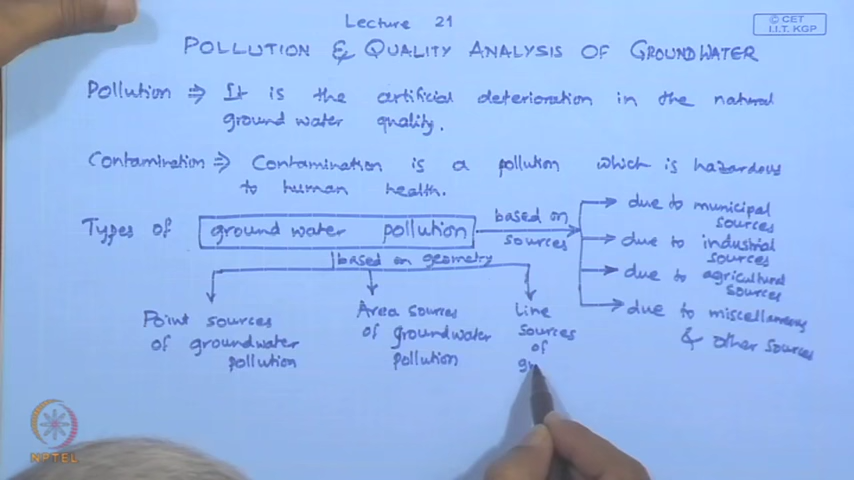 Lecture 21
© CET
I.I.T. KGP
POLLUTION & QUALITY ANALYSIS OF GROUNDWATER
Pollution ⇒ It is the artificial deterioration in the natural
ground water quality.
Contamination ⇒ Contamination is a pollution which is hazardous
to human health.
Types of ground water pollution
based on
sources
due to municipal
sources
due to industrial
sources
due to agricultural
sources
due to miscellaneous
& other sources
based on geometry
Point sources
of groundwater
pollution
Area sources
of groundwater
pollution
Line
sources
of
gr
NPTEL